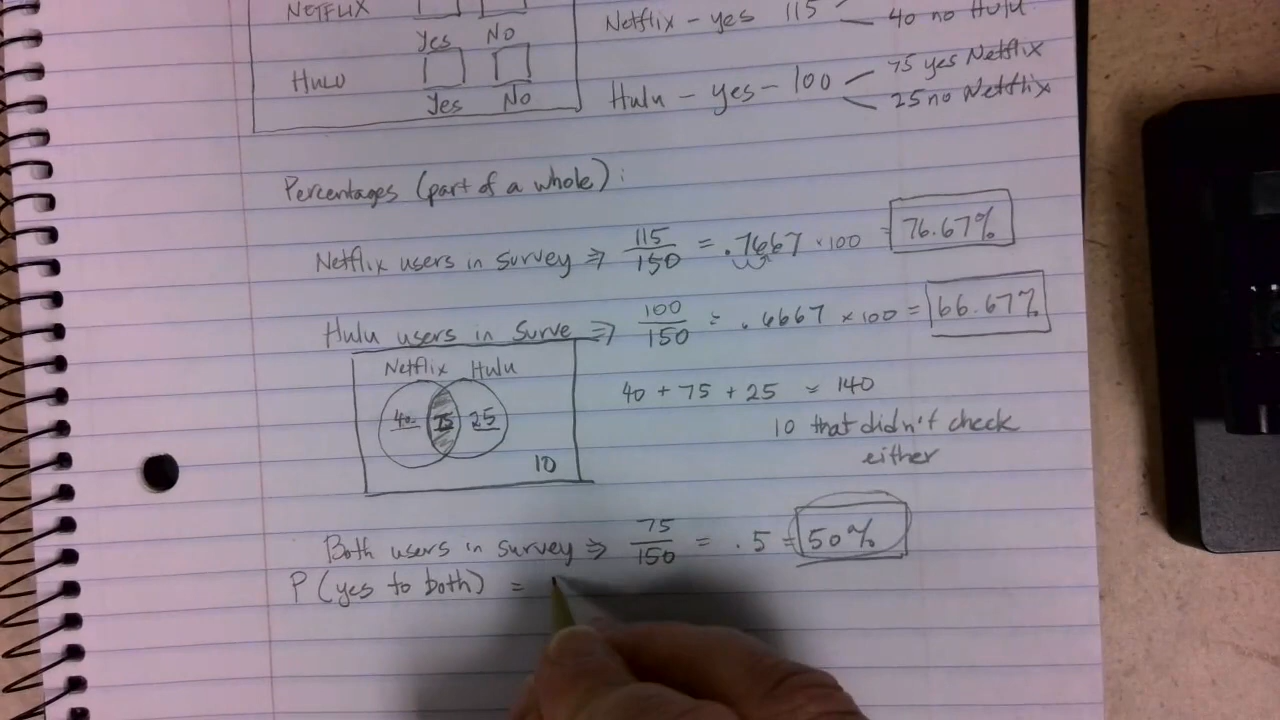 NETFLIX
Yes No
HULU
Yes No
Netflix - yes 115
40 no Hulu
Hulu - yes - 100
75 yes Netflix
25 no Netflix
Percentages (part of a whole):
Netflix users in survey ⇒ 115/150 = .7667 × 100 = 76.67%
Hulu users in Surve ⇒ 100/150 = .6667 × 100 = 66.67%
Netflix Hulu
40 75 25
10
40 + 75 + 25 = 140
10 that didn't check
either
Both users in survey ⇒ 75/150 = .5 = 50%
P (yes to both) =